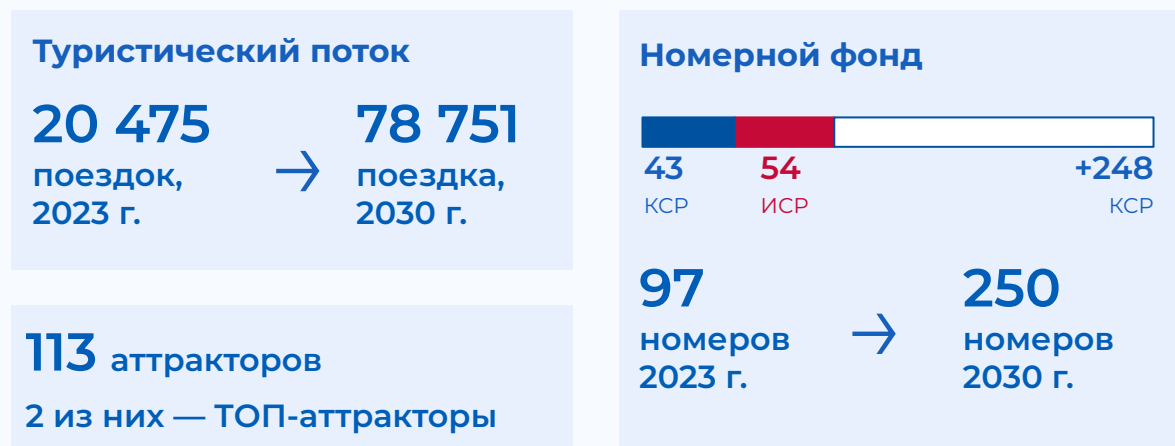 Туристический поток
20 475
поездок,
2023 г.
→
78 751
поездка,
2030 г.
113 аттракторов
2 из них — ТОП-аттракторы
Номерной фонд
43
КСР
54
ИСР
+248
КСР
97
номеров
2023 г.
→
250
номеров
2030 г.